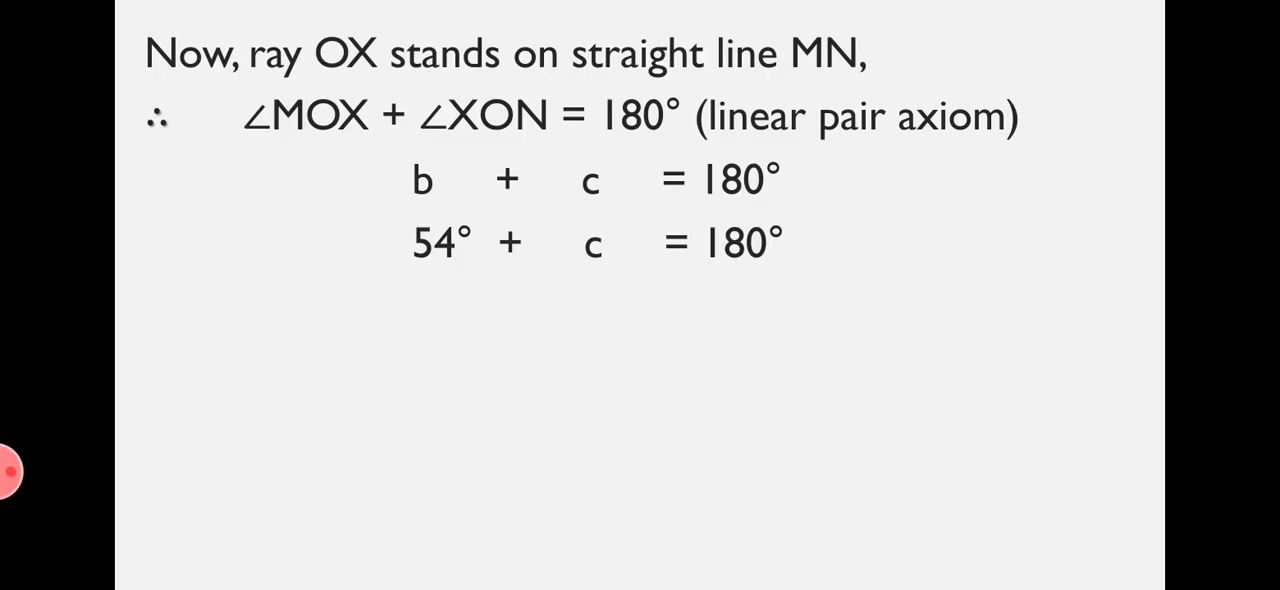 Now, ray OX stands on straight line MN,
∴ ∠MOX + ∠XON = 180° (linear pair axiom)
b + c = 180°
54° + c = 180°